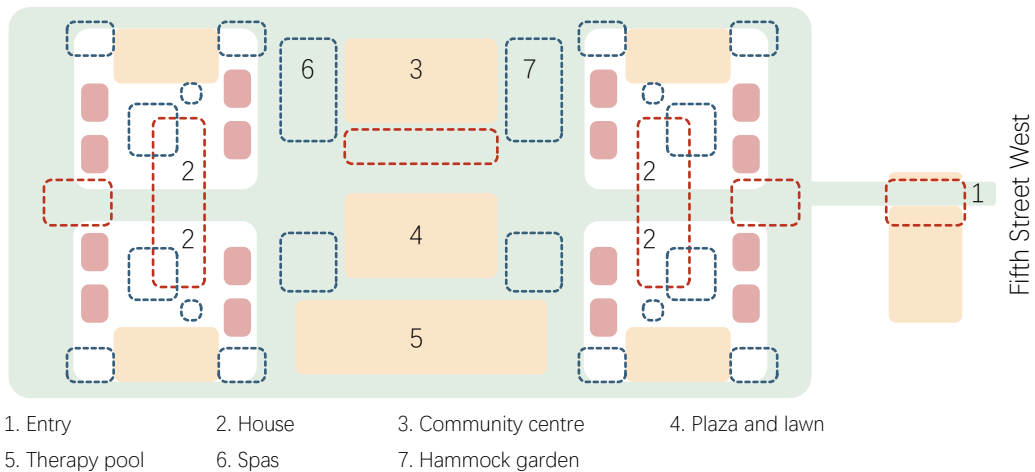 6
3
7
2
2
1
2
4
2
5
Fifth Street West
1. Entry
2. House
3. Community centre
4. Plaza and lawn
5. Therapy pool
6. Spas
7. Hammock garden